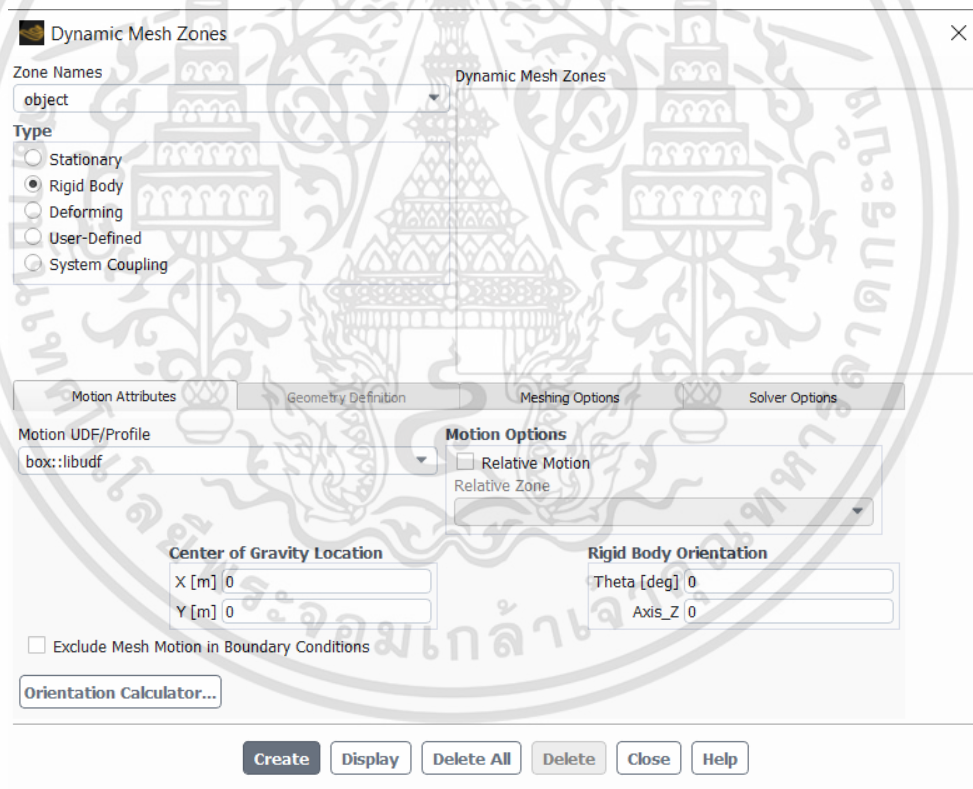 Dynamic Mesh Zones
Zone Names
object
Dynamic Mesh Zones
Type
Stationary
Rigid Body
Deforming
User-Defined
System Coupling
Motion Attributes
Geometry Definition
Meshing Options
Solver Options
Motion UDF/Profile
box::libudf
Motion Options
Relative Motion
Relative Zone
Center of Gravity Location
X [m] 0
Y [m] 0
Rigid Body Orientation
Theta [deg] 0
Axis_Z 0
Exclude Mesh Motion in Boundary Conditions
Orientation Calculator...
Create
Display
Delete All
Delete
Close
Help